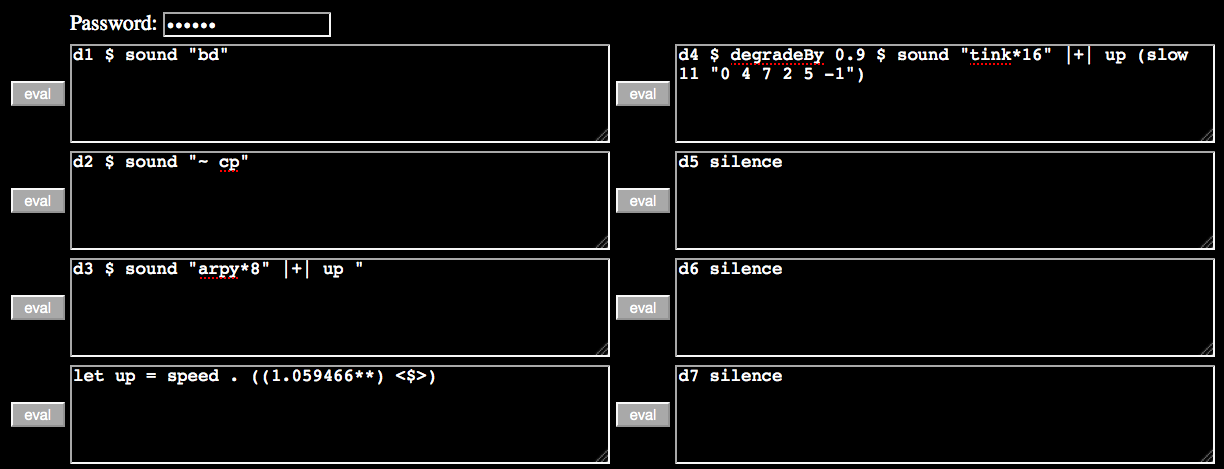 Password: ••••••
eval
d1 $ sound "bd"
eval
d2 $ sound "~ cp"
eval
d3 $ sound "arpy*8" |+| up "
eval
let up = speed . ((1.059466**) <$>)
eval
d4 $ degradeBy 0.9 $ sound "tink*16" |+| up (slow
11 "0 4 7 2 5 -1")
eval
d5 silence
eval
d6 silence
eval
d7 silence